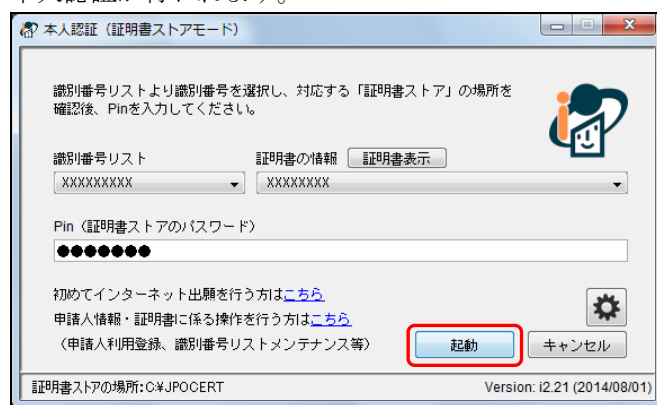 本人認証（証明書ストアモード）
識別番号リストより識別番号を選択し、対応する「証明書ストア」の場所を
確認後、Pinを入力してください。
識別番号リスト 証明書の情報 証明書表示
XXXXXXXXX XXXXXXXX
Pin（証明書ストアのパスワード）
●●●●●●●
初めてインターネット出願を行う方はこちら
申請人情報・証明書に係る操作を行う方はこちら
（申請人利用登録、識別番号リストメンテナンス等） 起動 キャンセル
証明書ストアの場所:C:¥JPOCERT Version: i2.21 (2014/08/01)